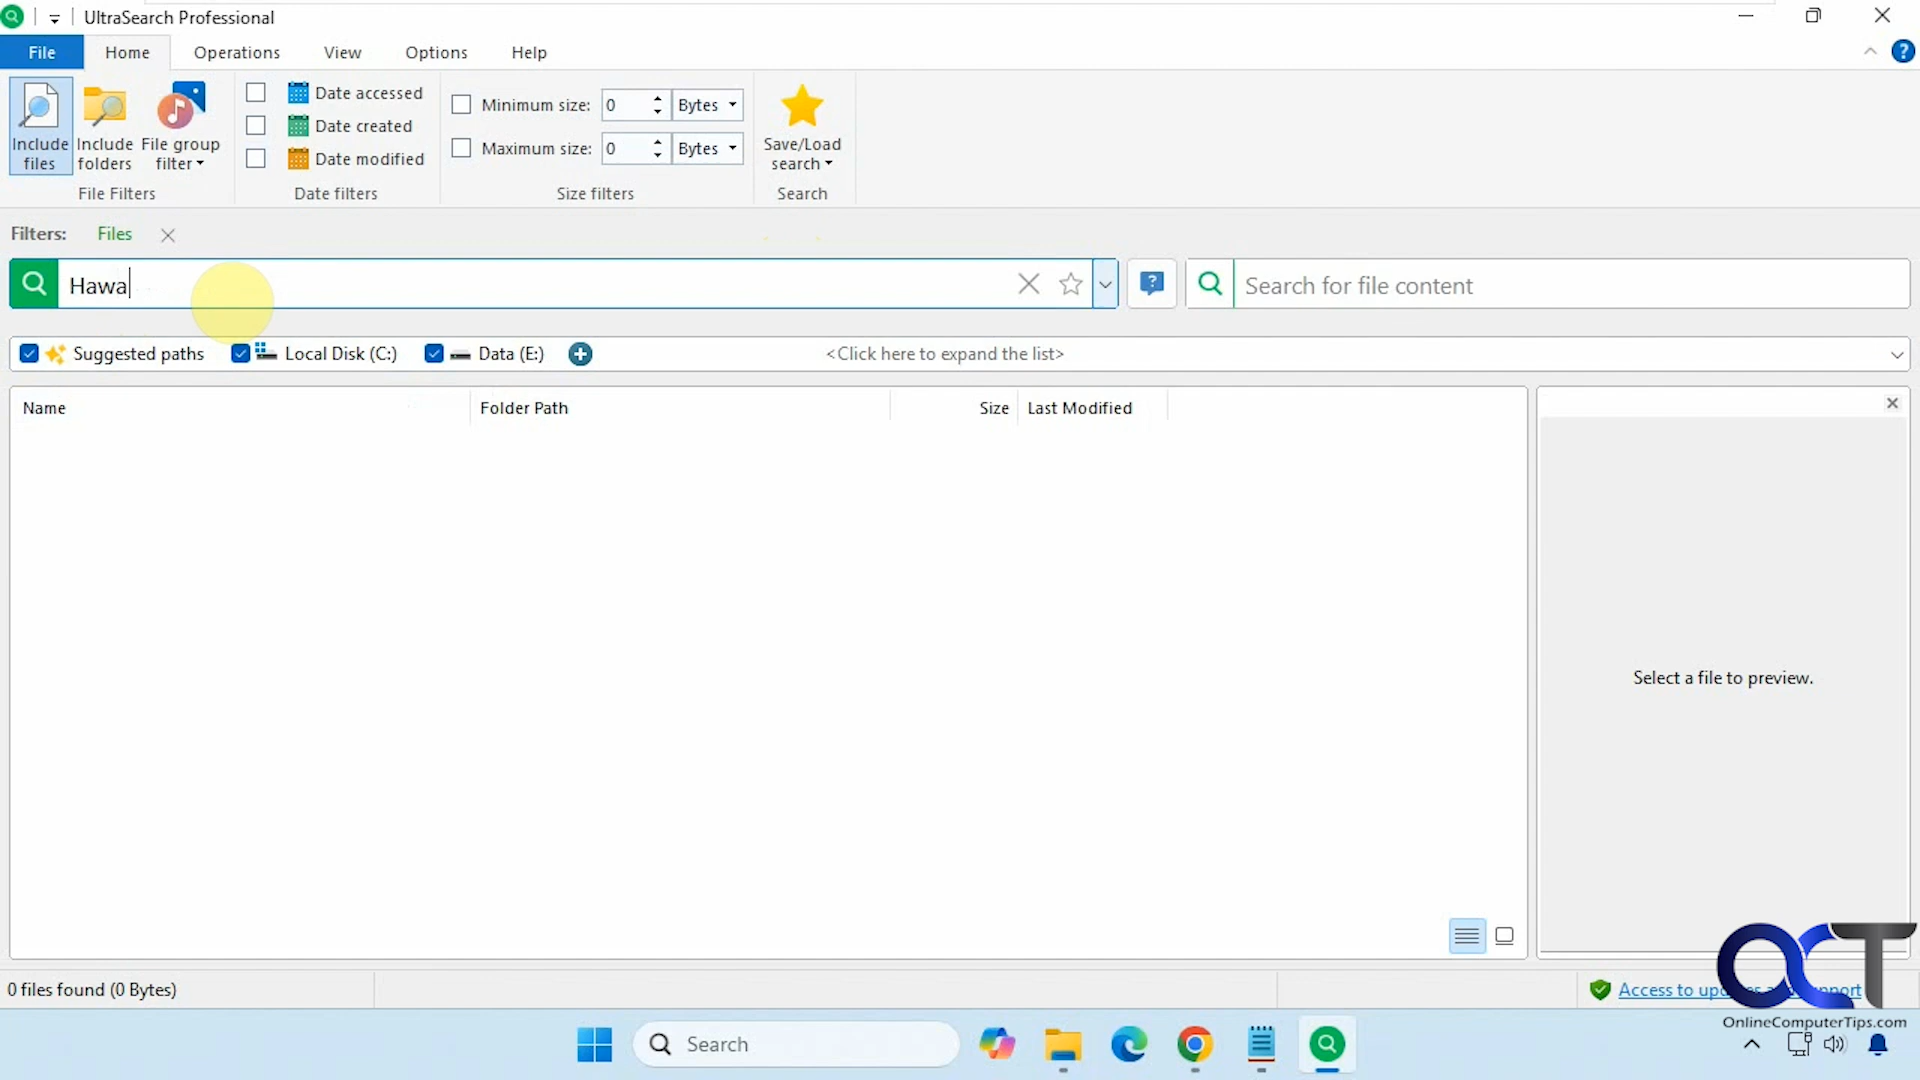 UltraSearch Professional
File Home Operations View Options Help
Include files
Include folders
File group filter
File Filters
Date accessed
Date created
Date modified
Date filters
Minimum size: 0 Bytes
Maximum size: 0 Bytes
Size filters
Save/Load search
Search
Filters: Files
Hawa
Search for file content
Suggested paths Local Disk (C:) Data (E:) <Click here to expand the list>
Name Folder Path Size Last Modified
Select a file to preview.
0 files found (0 Bytes)
Access to
OCT
OnlineComputerTips.com
Search